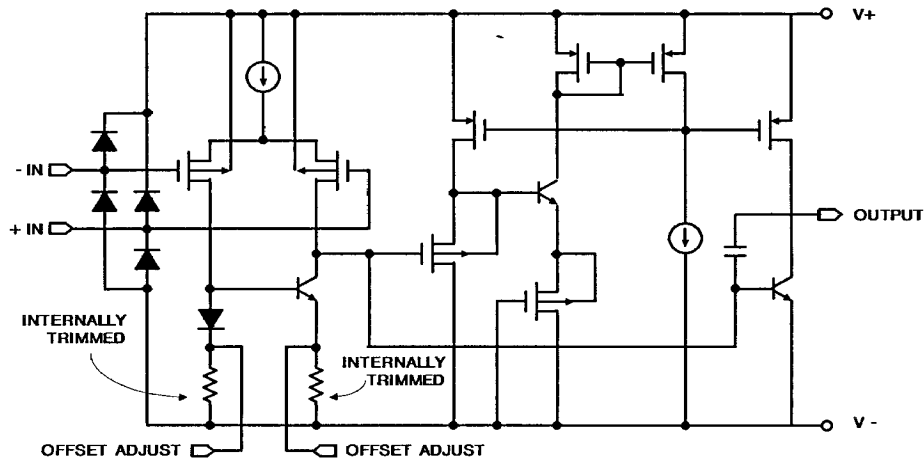 V+
- IN
+ IN
OUTPUT
INTERNALLY
TRIMMED
INTERNALLY
TRIMMED
V -
OFFSET ADJUST
OFFSET ADJUST